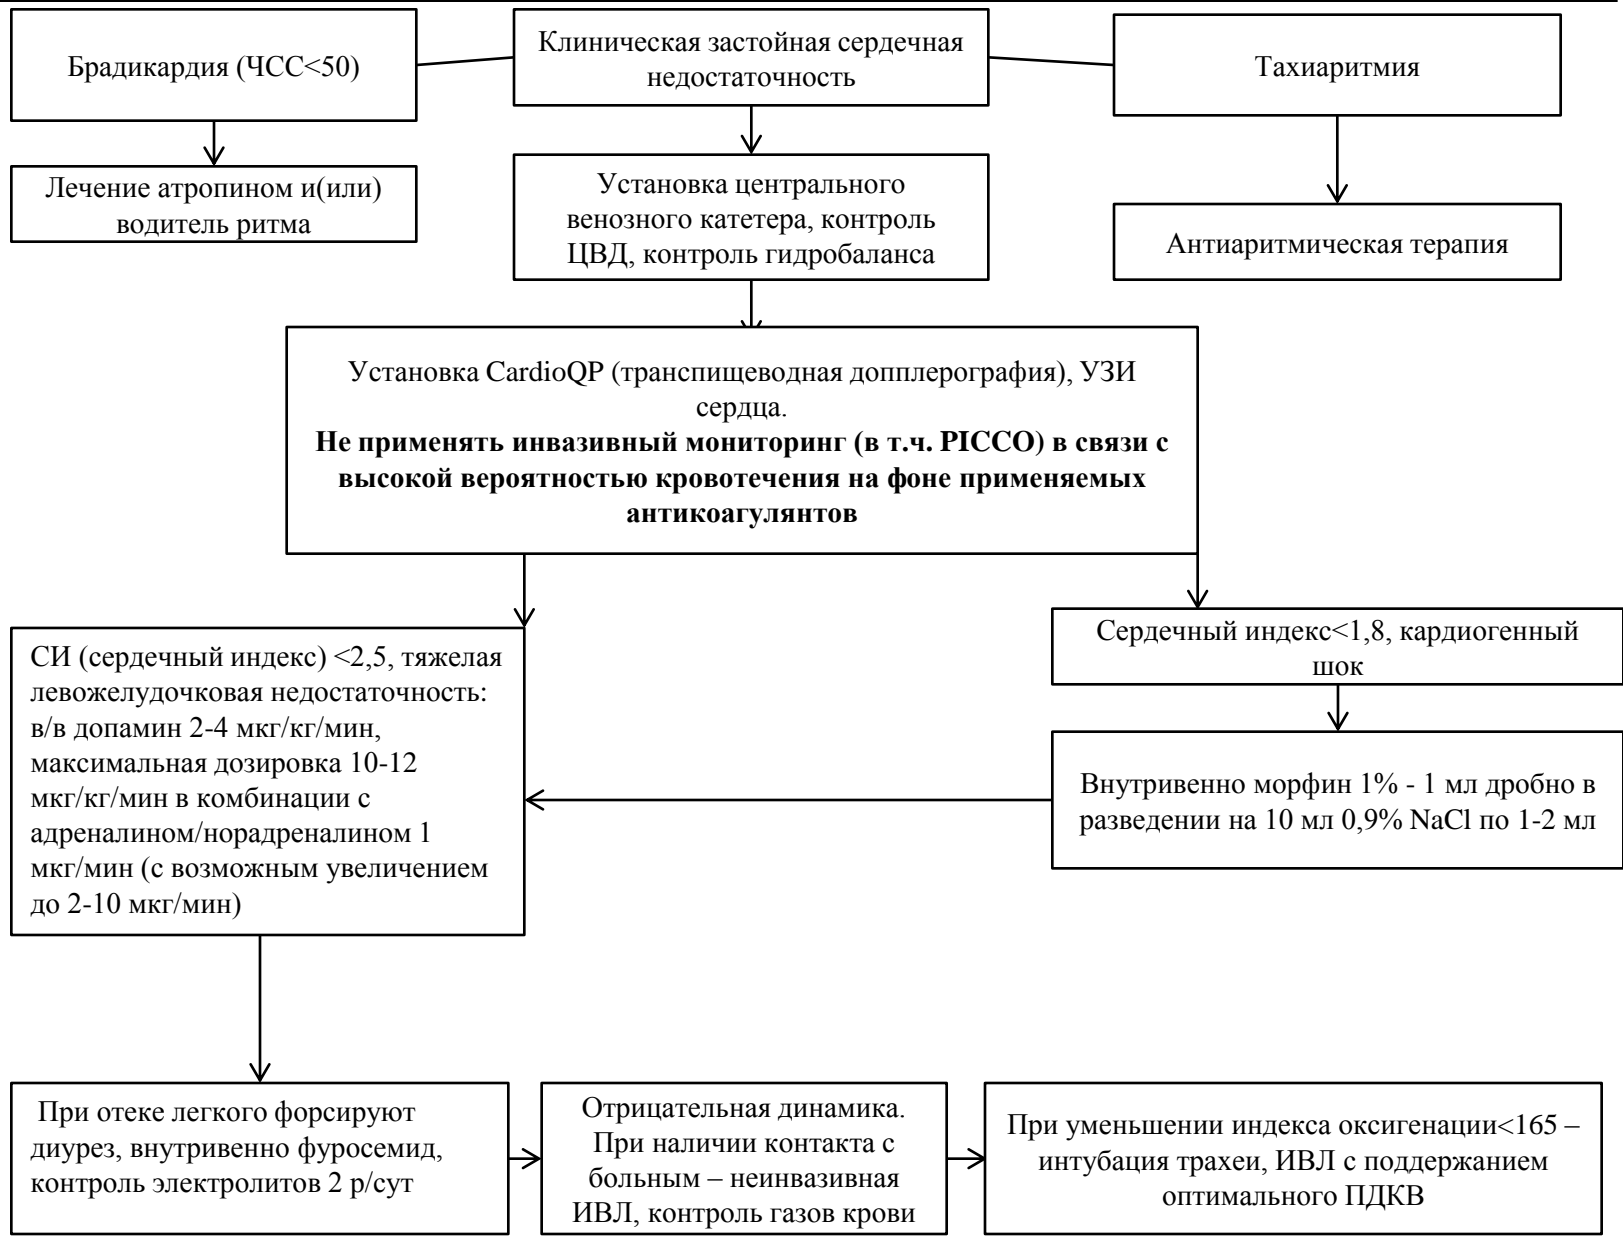 Брадикардия (ЧСС<50)
Клиническая застойная сердечная
недостаточность
Тахиаритмия
Лечение атропином и(или)
водитель ритма
Установка центрального
венозного катетера, контроль
ЦВД, контроль гидробаланса
Антиаритмическая терапия
Установка CardioQP (транспищеводная допплерография), УЗИ
сердца.
Не применять инвазивный мониторинг (в т.ч. PICCO) в связи с
высокой вероятностью кровотечения на фоне применяемых
антикоагулянтов
СИ (сердечный индекс) <2,5, тяжелая
левожелудочковая недостаточность:
в/в допамин 2-4 мкг/кг/мин,
максимальная дозировка 10-12
мкг/кг/мин в комбинации с
адреналином/норадреналином 1
мкг/мин (с возможным увеличением
до 2-10 мкг/мин)
Сердечный индекс<1,8, кардиогенный
шок
Внутривенно морфин 1% - 1 мл дробно в
разведении на 10 мл 0,9% NaCl по 1-2 мл
При отеке легкого форсируют
диурез, внутривенно фуросемид,
контроль электролитов 2 р/сут
Отрицательная динамика.
При наличии контакта с
больным – неинвазивная
ИВЛ, контроль газов крови
При уменьшении индекса оксигенации<165 –
интубация трахеи, ИВЛ с поддержанием
оптимального ПДКВ